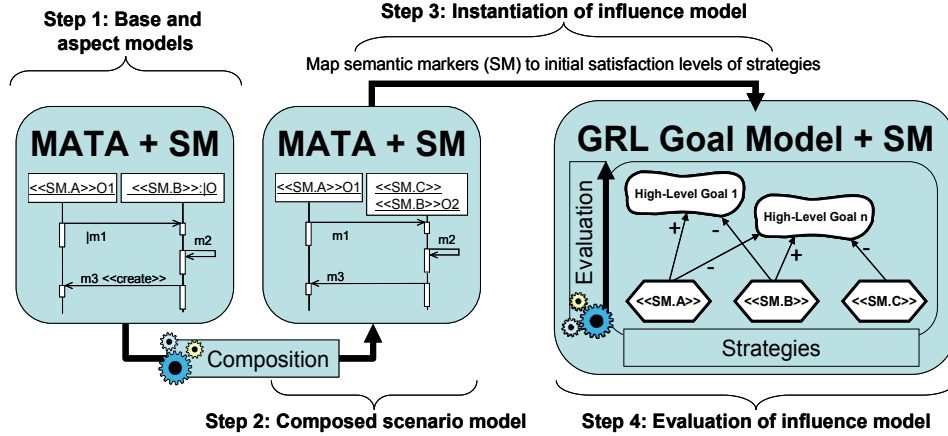 Step 1: Base and
aspect models
Step 3: Instantiation of influence model
Map semantic markers (SM) to initial satisfaction levels of strategies
MATA + SM
<<SM.A>>O1
<<SM.B>>:|O
|m1
m2
m3 <<create>>
MATA + SM
<<SM.A>>O1
<<SM.C>>
<<SM.B>>O2
m1
m2
m3
Composition
GRL Goal Model + SM
Evaluation
High-Level Goal 1
High-Level Goal n
+
-
-
+
-
<<SM.A>>
<<SM.B>>
<<SM.C>>
Strategies
Step 2: Composed scenario model
Step 4: Evaluation of influence model